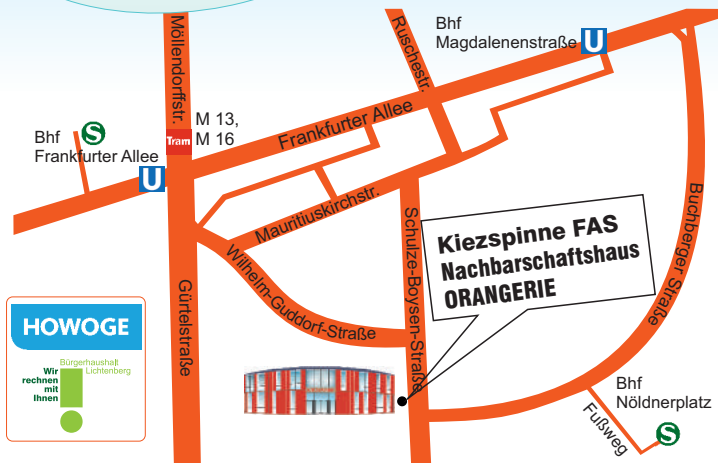 Möllendorffstr.
Ruschestr.
Bhf
Magdalenenstraße
U
M 13,
M 16
Tram
S
Bhf
Frankfurter Allee
U
Frankfurter Allee
Mauritiuskirchstr.
Schulze-Boysen-Straße
Buchberger Straße
Wilhelm-Guddorf-Straße
Gürtelstraße
Kiezspinne FAS
Nachbarschaftshaus
ORANGERIE
HOWOGE
Bürgerhaushalt
Lichtenberg
Wir
rechnen
mit
Ihnen
Bhf
Nöldnerplatz
Fußweg
S